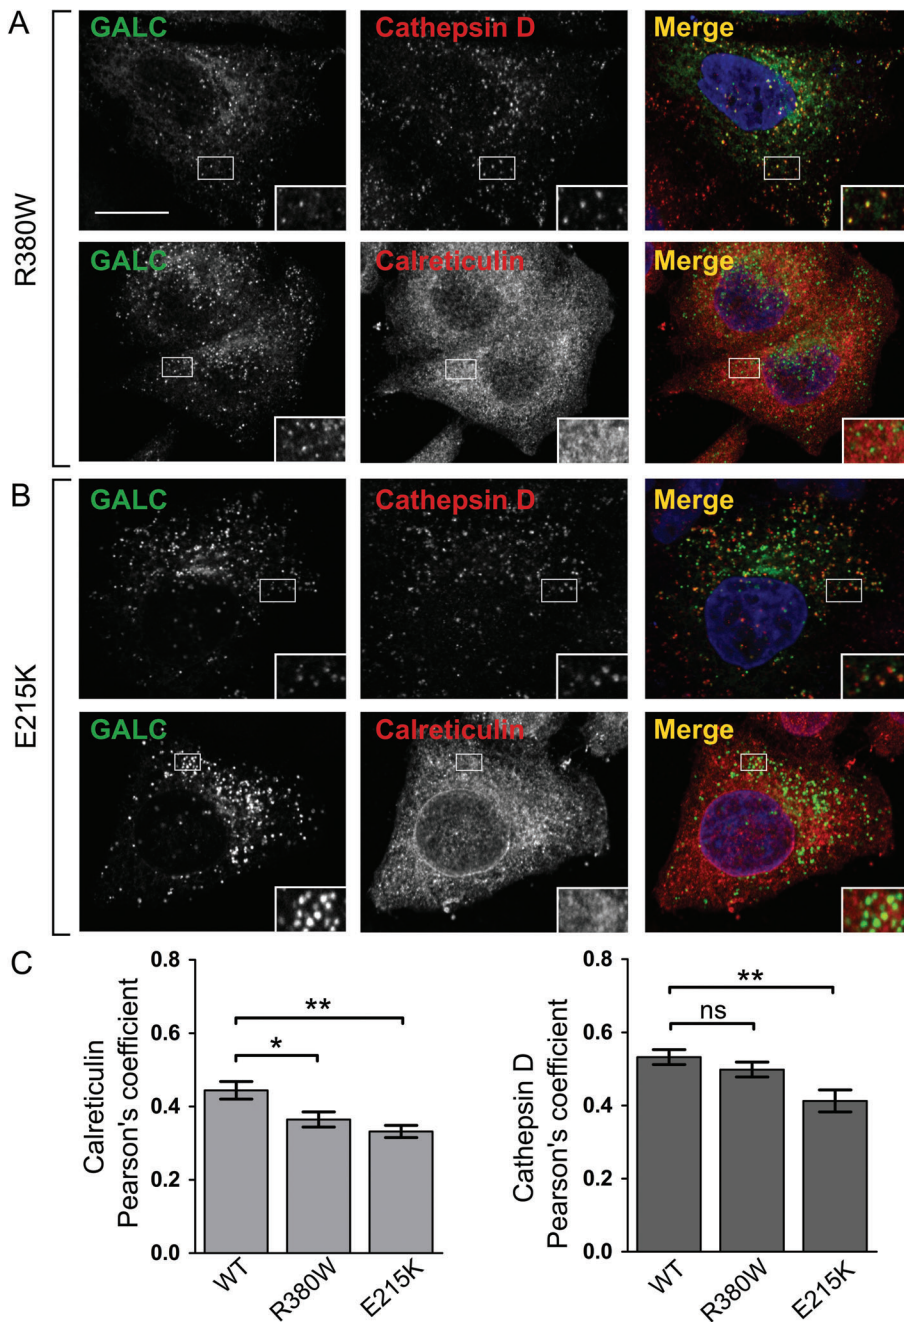 A
GALC
Cathepsin D
Merge
R380W
GALC
Calreticulin
Merge
B
GALC
Cathepsin D
Merge
E215K
GALC
Calreticulin
Merge
C
Calreticulin
Pearson's coefficient
0.8
0.6
0.4
0.2
0.0
**
*
WT
R380W
E215K
Cathepsin D
Pearson's coefficient
0.8
0.6
0.4
0.2
0.0
**
ns
WT
R380W
E215K